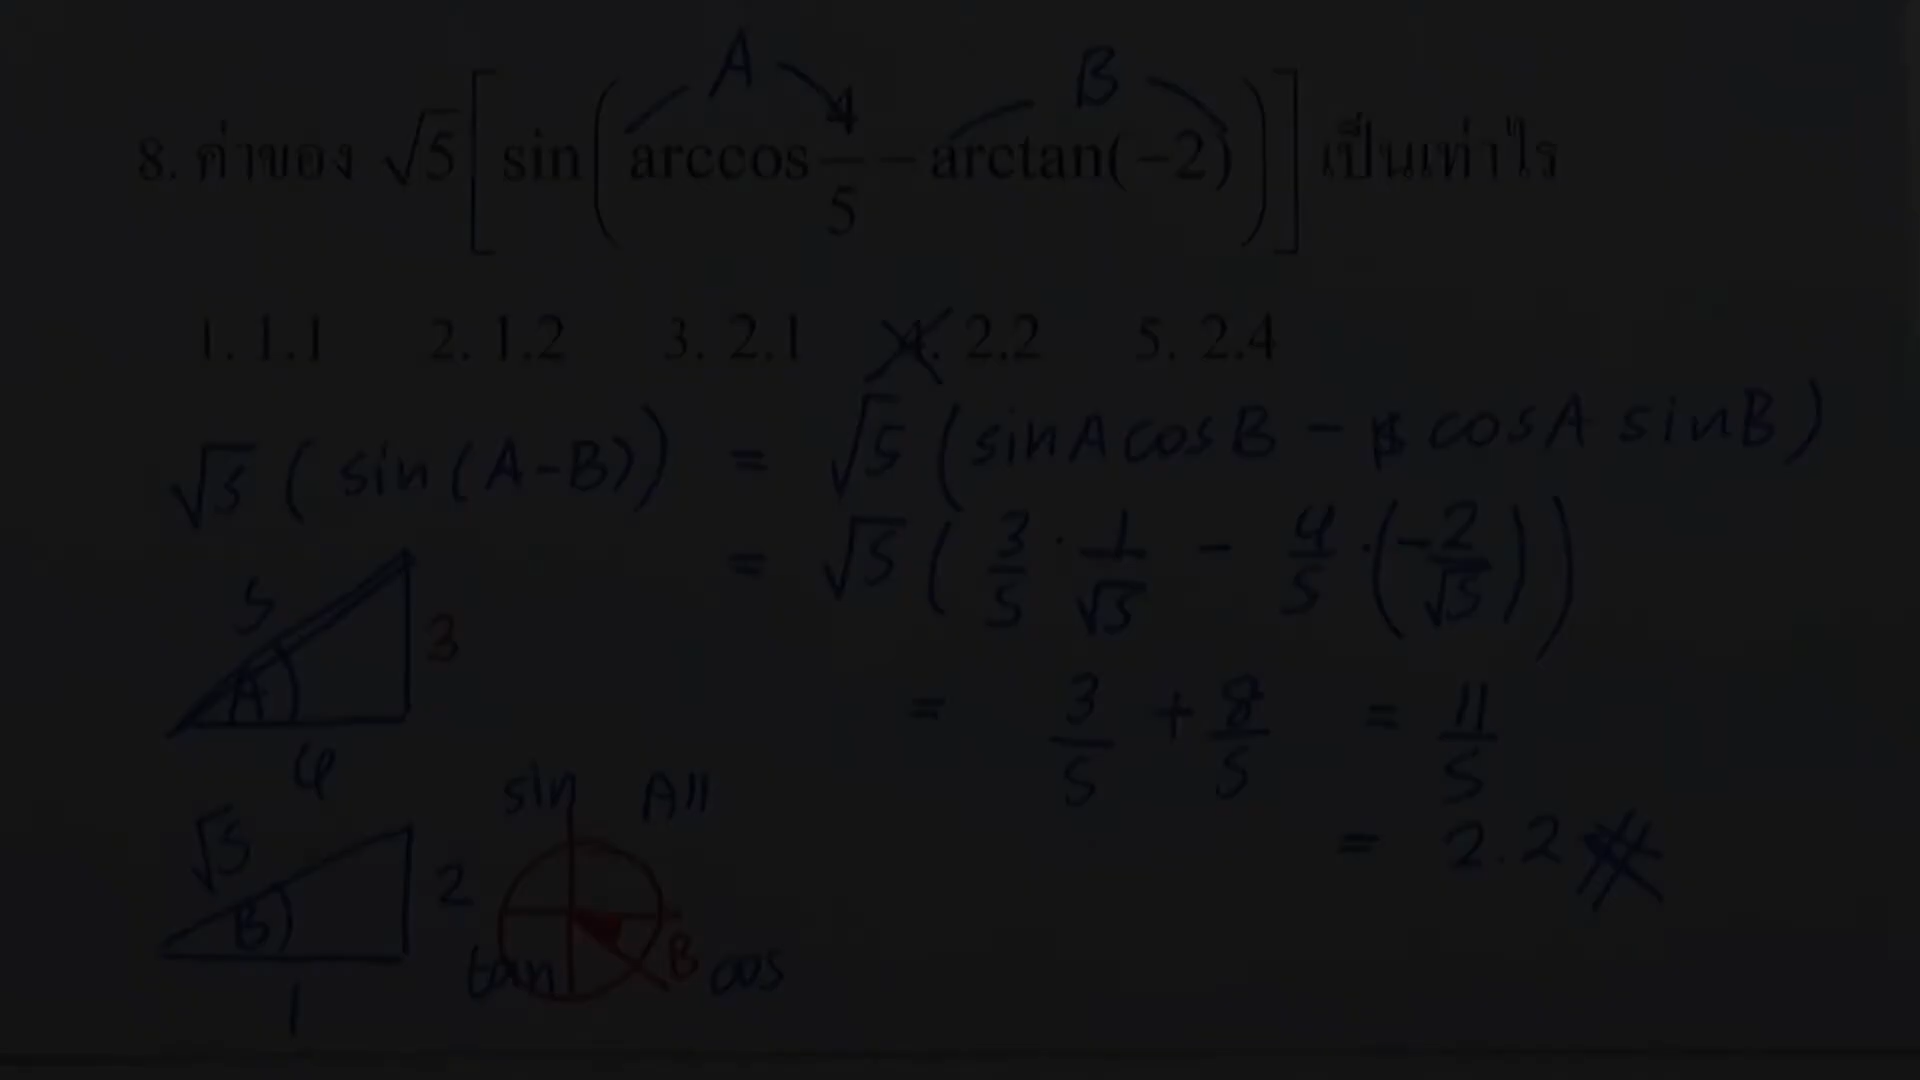 A B
8. ค่าของ √5[sin(arccos 4/5 − arctan(−2))] เป็นเท่าไร
1. 1.1 2. 1.2 3. 2.1 4. 2.2 5. 2.4
√5 (sin(A-B)) = √5 (sinA cosB - cosA sinB)
= √5 (3/5 · 1/√5 - 4/5 · (-2/√5))
5 3
A
4
= 3/5 + 8/5 = 11/5
sin All
√5 2
B
= 2.2
tan B cos
1